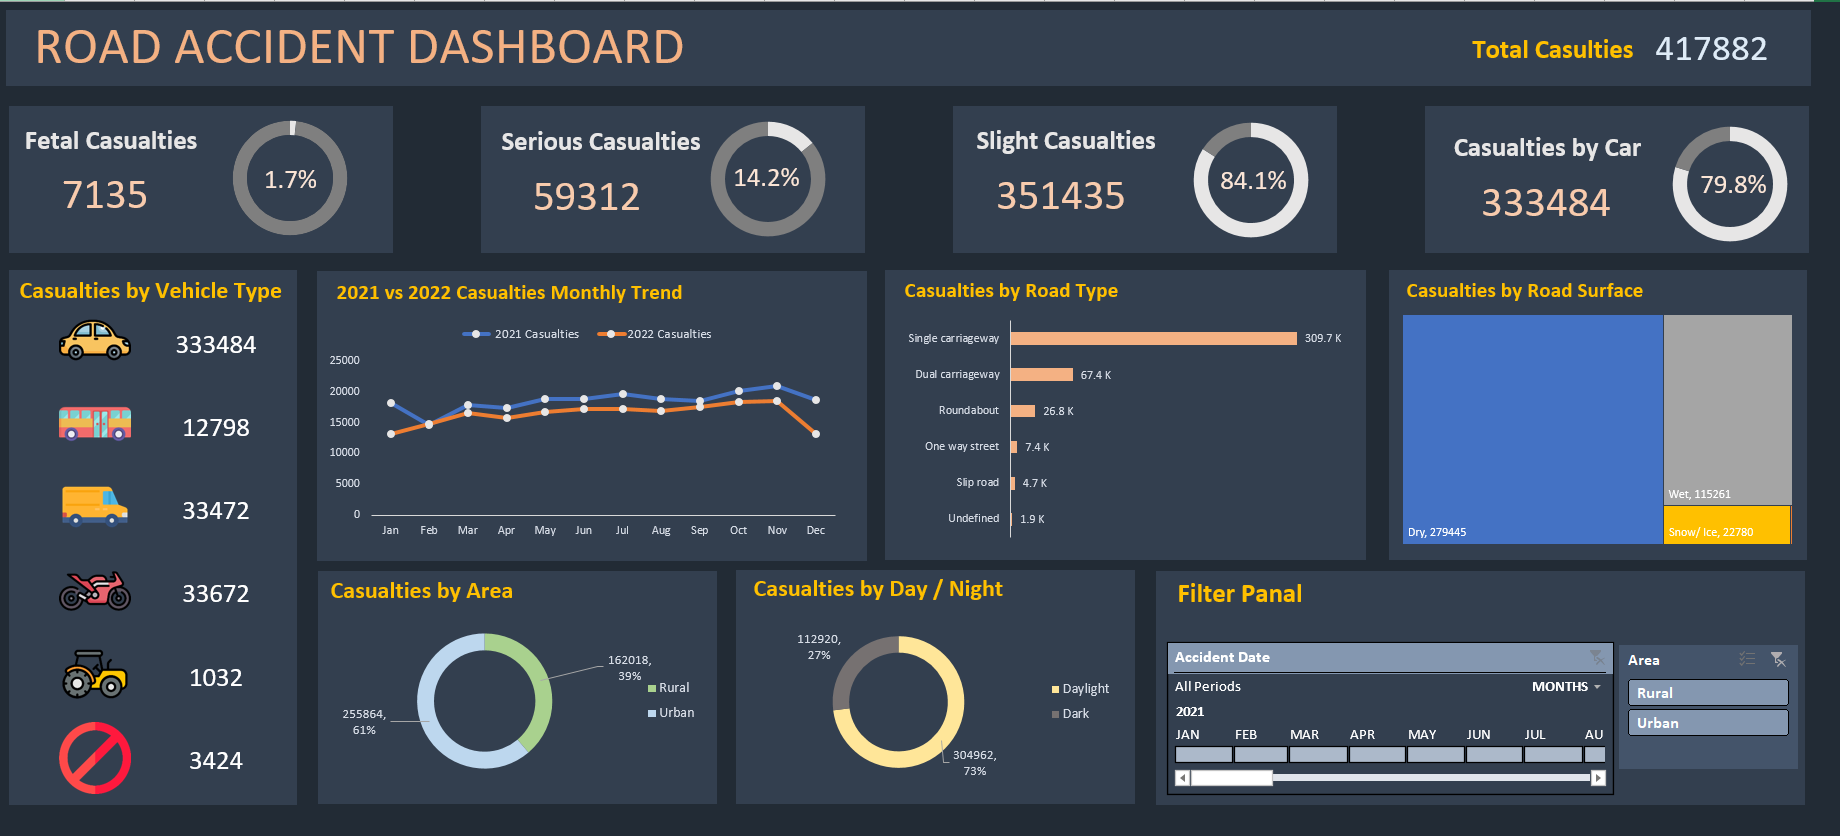 ROAD ACCIDENT DASHBOARD
Total Casulties 417882
Fetal Casualties
7135
1.7%
Serious Casualties
59312
14.2%
Slight Casualties
351435
84.1%
Casualties by Car
333484
79.8%
Casualties by Vehicle Type
333484
12798
33472
33672
1032
3424
2021 vs 2022 Casualties Monthly Trend
2021 Casualties 2022 Casualties
25000
20000
15000
10000
5000
0
Jan Feb Mar Apr May Jun Jul Aug Sep Oct Nov Dec
Casualties by Road Type
Single carriageway 309.7 K
Dual carriageway 67.4 K
Roundabout 26.8 K
One way street 7.4 K
Slip road 4.7 K
Undefined 1.9 K
Casualties by Road Surface
Dry, 279445
Wet, 115261
Snow/ Ice, 22780
Casualties by Area
162018,
39%
255864,
61%
Rural
Urban
Casualties by Day / Night
112920,
27%
304962,
73%
Daylight
Dark
Filter Panal
Accident Date
All Periods MONTHS
2021
JAN FEB MAR APR MAY JUN JUL AU
Area
Rural
Urban